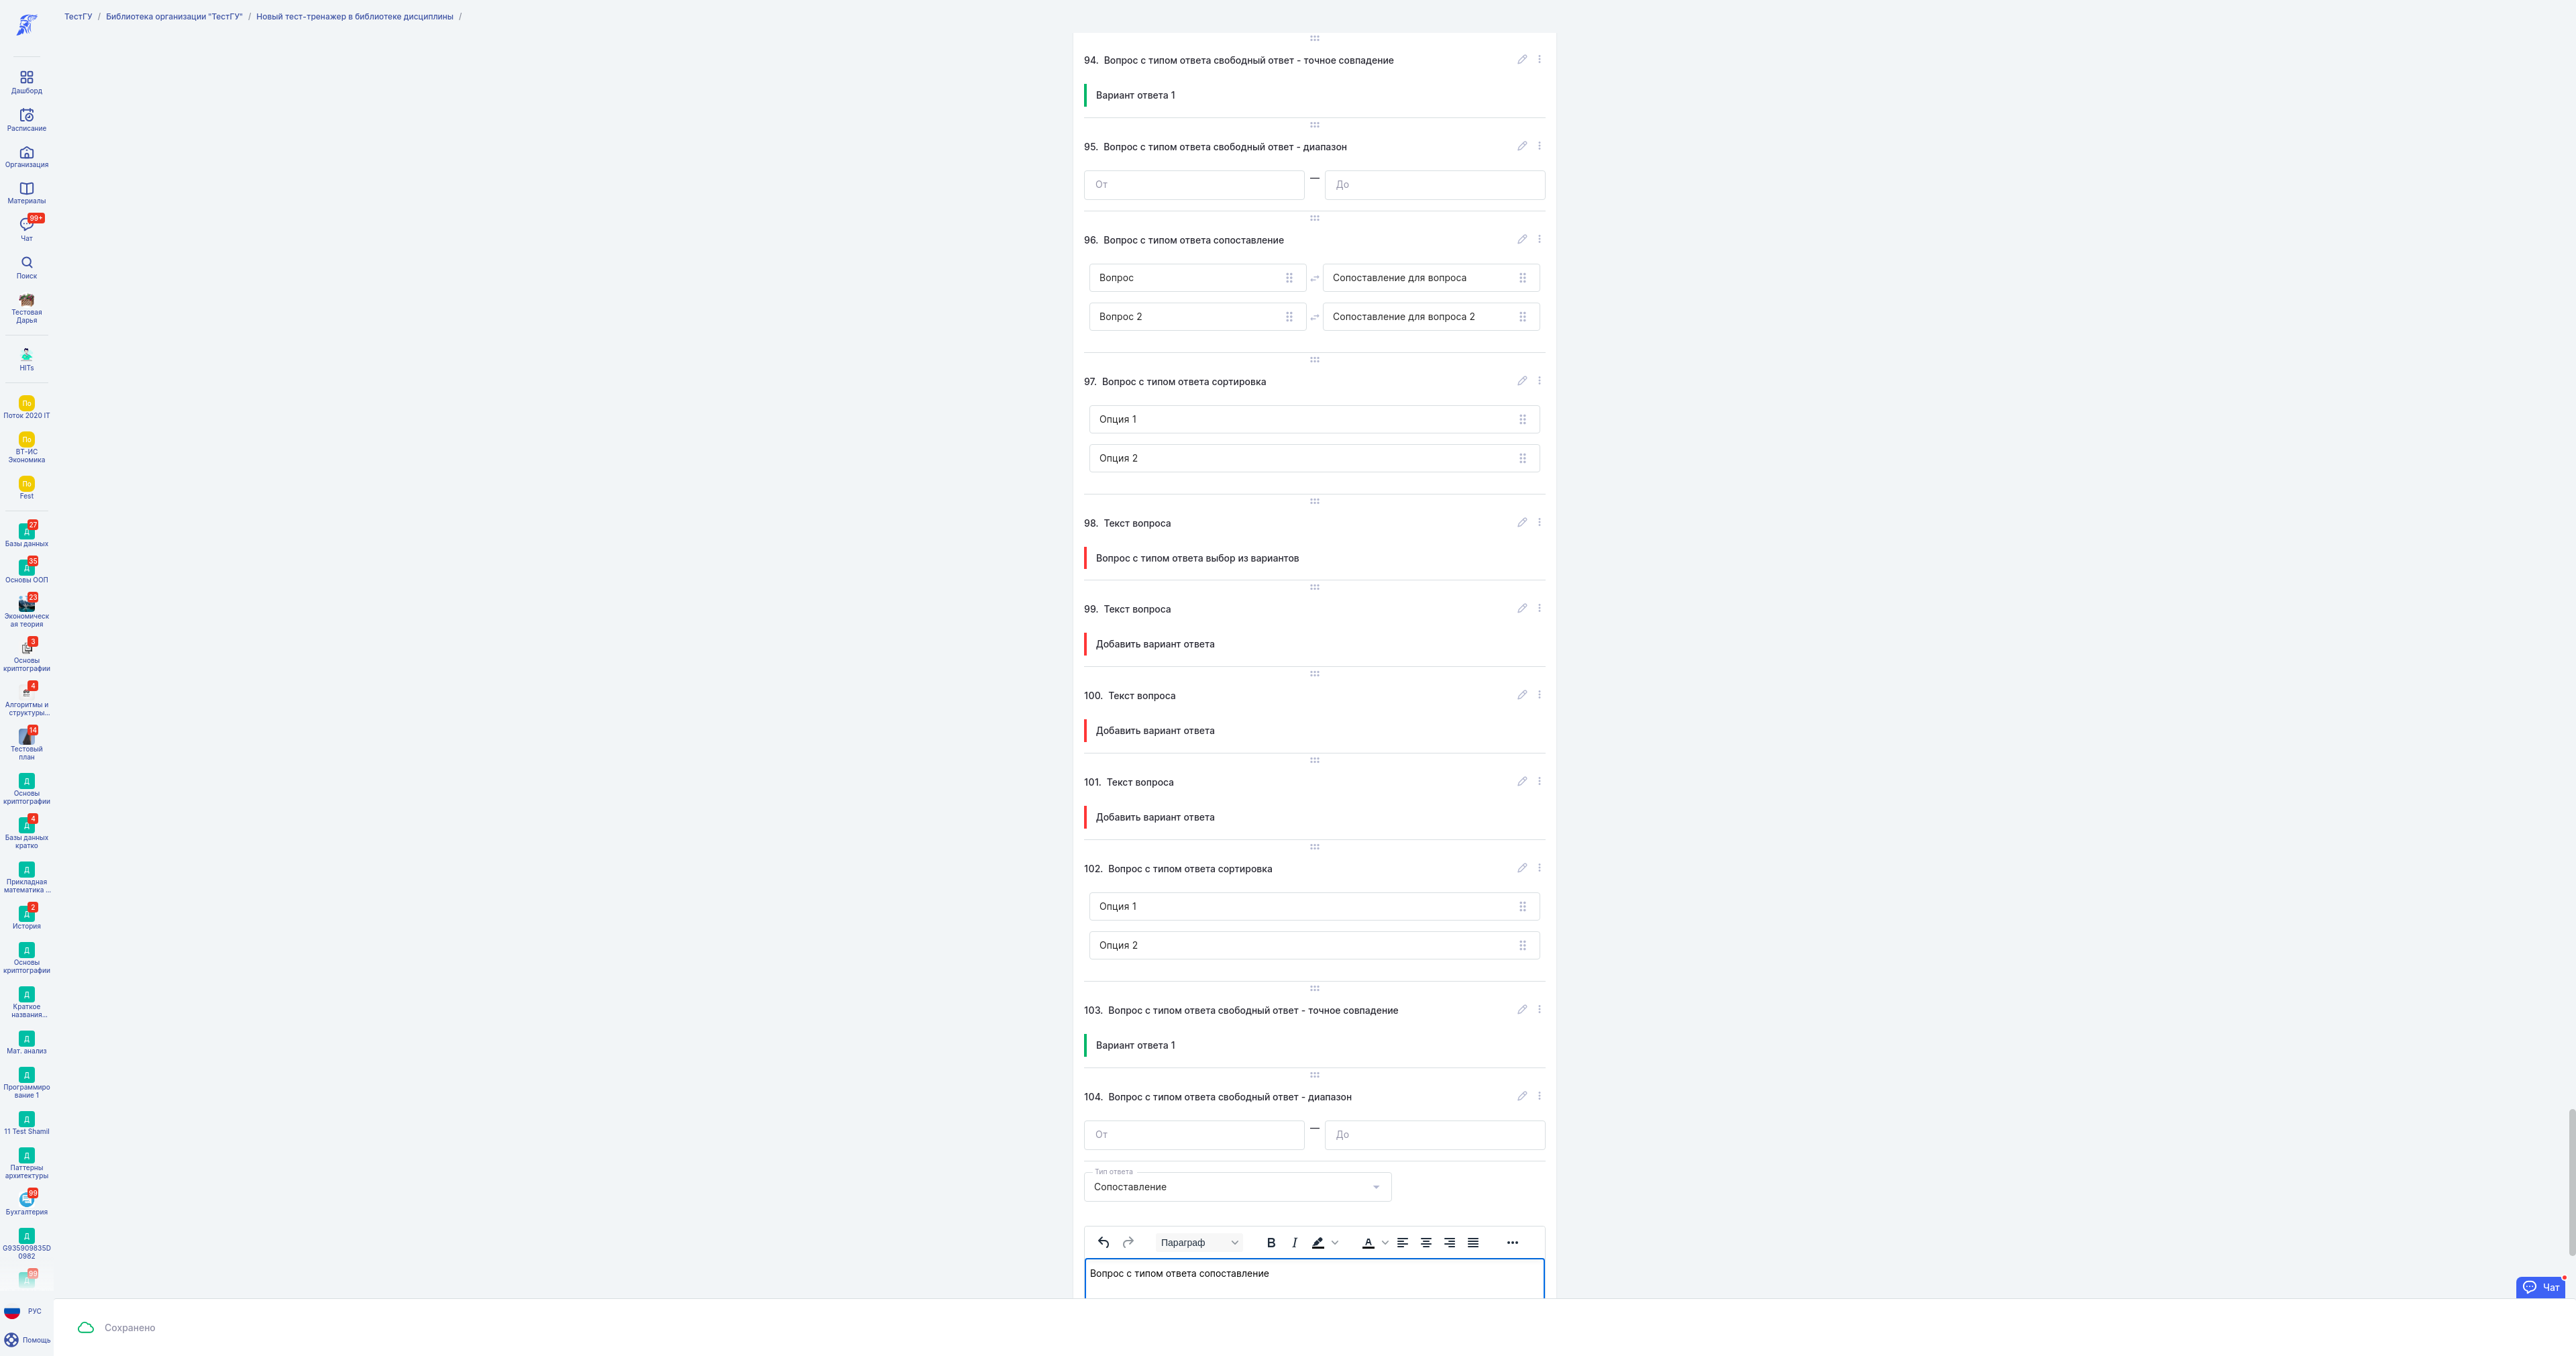 ТестГУ / Библиотека организации "ТестГУ" / Новый тест-тренажер в библиотеке дисциплины /
Дашборд
Расписание
Организация
Материалы
99+
Чат
Поиск
Тестовая
Дарья
HITs
По
Поток 2020 IT
По
ВТ-ИС
Экономика
По
Fest
27
Д
Базы данных
35
Д
Основы ООП
23
Экономическ
ая теория
3
Основы
криптографии
4
Алгоритмы и
структуры...
14
Тестовый
план
Д
Основы
криптографии
4
Д
Базы данных
кратко
Д
Прикладная
математика ...
2
Д
История
Д
Основы
криптографии
Д
Краткое
названия...
Д
Мат. анализ
Д
Программиро
вание 1
Д
11 Test Shamil
Д
Паттерны
архитектуры
99
Бухгалтерия
Д
G935909835D
0982
99
Д
РУС
Помощь
94. Вопрос с типом ответа свободный ответ - точное совпадение
Вариант ответа 1
95. Вопрос с типом ответа свободный ответ - диапазон
От — До
96. Вопрос с типом ответа сопоставление
Вопрос Сопоставление для вопроса
Вопрос 2 Сопоставление для вопроса 2
97. Вопрос с типом ответа сортировка
Опция 1
Опция 2
98. Текст вопроса
Вопрос с типом ответа выбор из вариантов
99. Текст вопроса
Добавить вариант ответа
100. Текст вопроса
Добавить вариант ответа
101. Текст вопроса
Добавить вариант ответа
102. Вопрос с типом ответа сортировка
Опция 1
Опция 2
103. Вопрос с типом ответа свободный ответ - точное совпадение
Вариант ответа 1
104. Вопрос с типом ответа свободный ответ - диапазон
От — До
Тип ответа
Сопоставление
Параграф B I A
Вопрос с типом ответа сопоставление
Чат
Сохранено